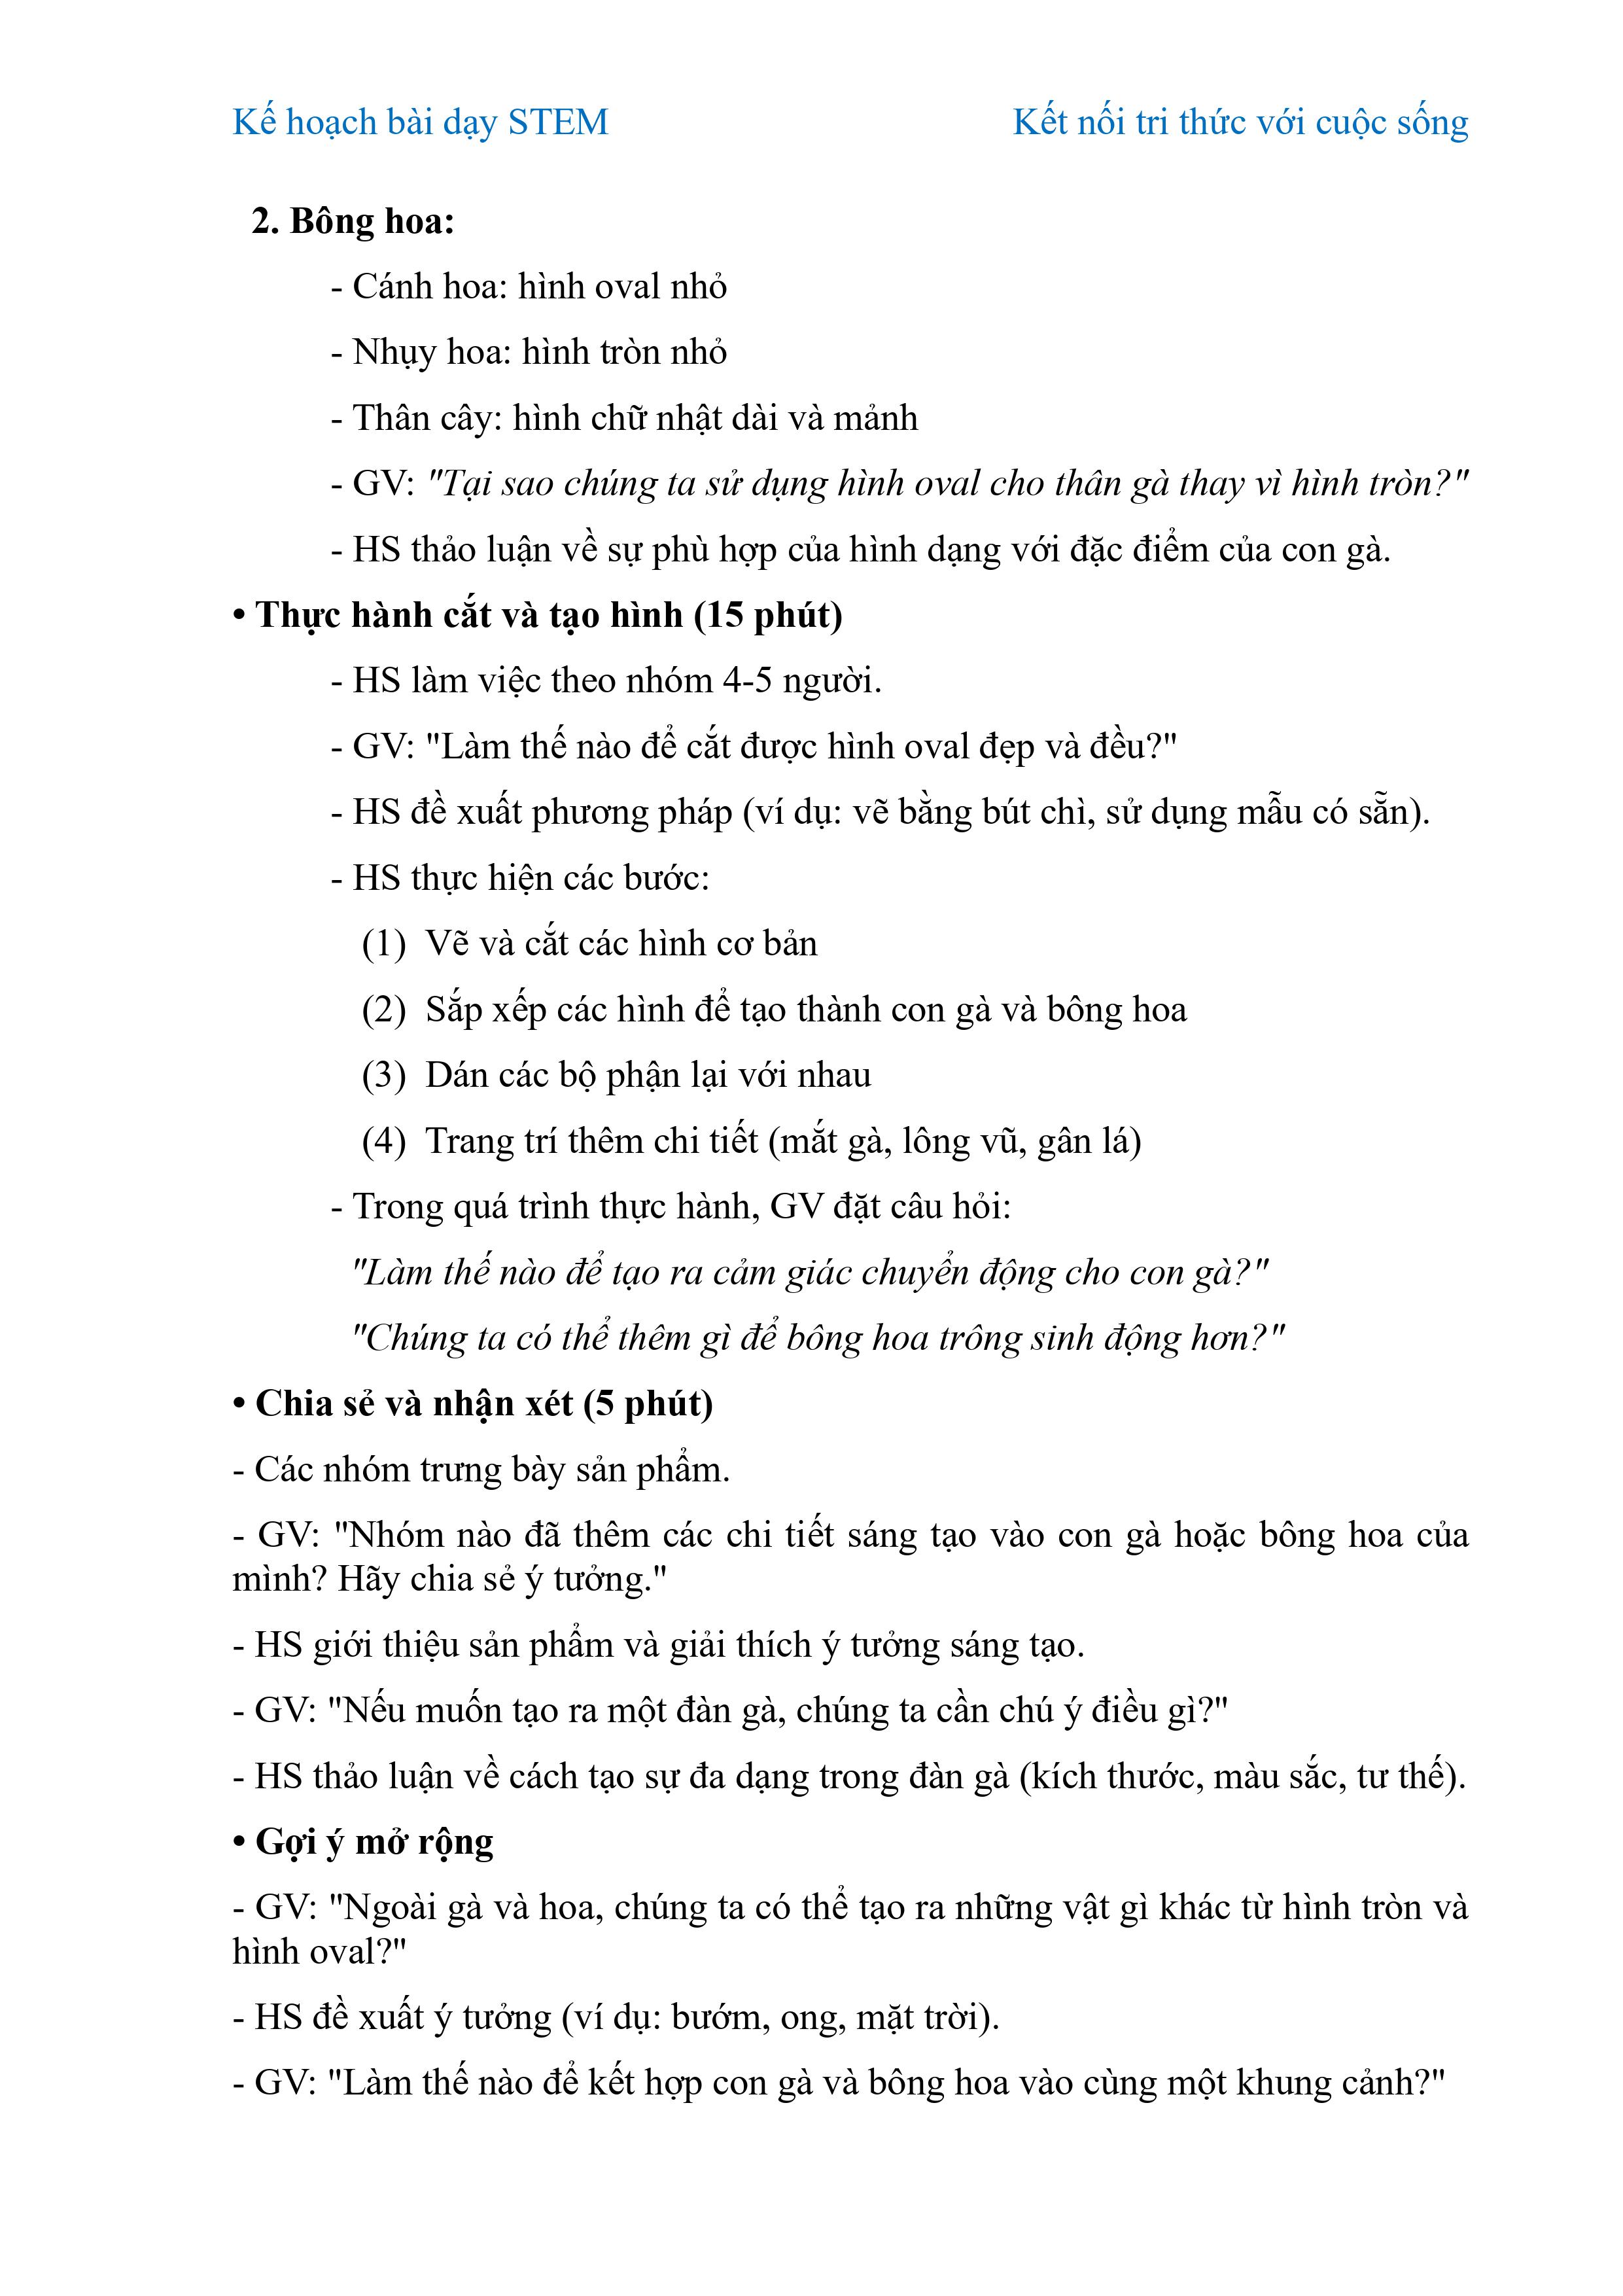 Kế hoạch bài dạy STEM
Kết nối tri thức với cuộc sống
2. Bông hoa:
- Cánh hoa: hình oval nhỏ
- Nhụy hoa: hình tròn nhỏ
- Thân cây: hình chữ nhật dài và mảnh
- GV: "Tại sao chúng ta sử dụng hình oval cho thân gà thay vì hình tròn?"
- HS thảo luận về sự phù hợp của hình dạng với đặc điểm của con gà.
• Thực hành cắt và tạo hình (15 phút)
- HS làm việc theo nhóm 4-5 người.
- GV: "Làm thế nào để cắt được hình oval đẹp và đều?"
- HS đề xuất phương pháp (ví dụ: vẽ bằng bút chì, sử dụng mẫu có sẵn).
- HS thực hiện các bước:
(1) Vẽ và cắt các hình cơ bản
(2) Sắp xếp các hình để tạo thành con gà và bông hoa
(3) Dán các bộ phận lại với nhau
(4) Trang trí thêm chi tiết (mắt gà, lông vũ, gân lá)
- Trong quá trình thực hành, GV đặt câu hỏi:
"Làm thế nào để tạo ra cảm giác chuyển động cho con gà?"
"Chúng ta có thể thêm gì để bông hoa trông sinh động hơn?"
• Chia sẻ và nhận xét (5 phút)
- Các nhóm trưng bày sản phẩm.
- GV: "Nhóm nào đã thêm các chi tiết sáng tạo vào con gà hoặc bông hoa của
mình? Hãy chia sẻ ý tưởng."
- HS giới thiệu sản phẩm và giải thích ý tưởng sáng tạo.
- GV: "Nếu muốn tạo ra một đàn gà, chúng ta cần chú ý điều gì?"
- HS thảo luận về cách tạo sự đa dạng trong đàn gà (kích thước, màu sắc, tư thế).
• Gợi ý mở rộng
- GV: "Ngoài gà và hoa, chúng ta có thể tạo ra những vật gì khác từ hình tròn và
hình oval?"
- HS đề xuất ý tưởng (ví dụ: bướm, ong, mặt trời).
- GV: "Làm thế nào để kết hợp con gà và bông hoa vào cùng một khung cảnh?"